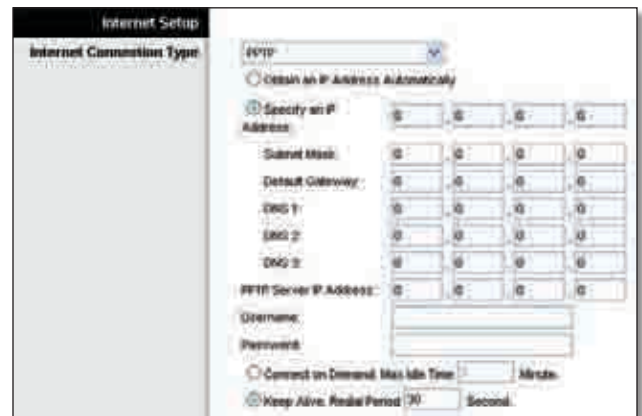 Internet Setup
Internet Connection Type
PPTP
Obtain an IP Address Automatically
Specify an IP Address:
0 . 0 . 0 . 0
Subnet Mask: 0 . 0 . 0 . 0
Default Gateway: 0 . 0 . 0 . 0
DNS 1: 0 . 0 . 0 . 0
DNS 2: 0 . 0 . 0 . 0
DNS 3: 0 . 0 . 0 . 0
PPTP Server IP Address: 0 . 0 . 0 . 0
Username:
Password:
Connect on Demand: Max Idle Time Minute.
Keep Alive: Redial Period 30 Second.